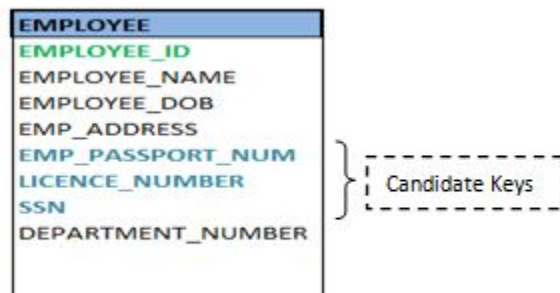 EMPLOYEE
EMPLOYEE_ID
EMPLOYEE_NAME
EMPLOYEE_DOB
EMP_ADDRESS
EMP_PASSPORT_NUM
LICENCE_NUMBER
SSN
DEPARTMENT_NUMBER
Candidate Keys